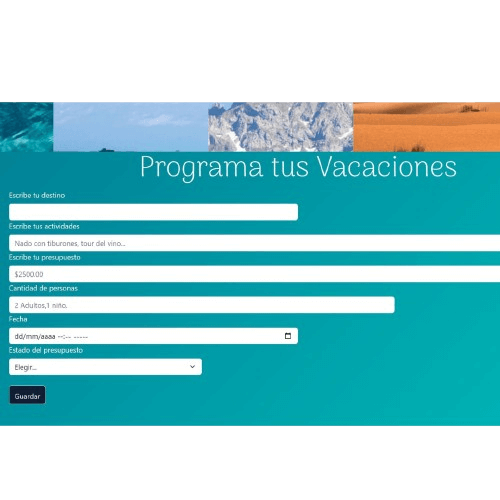 Programa tus Vacaciones
Escribe tu destino
Escribe tus actividades
Nado con tiburones, tour del vino...
Escribe tu presupuesto
$2500.00
Cantidad de personas
2 Adultos,1 niño.
Fecha
dd/mm/aaaa --:-- -----
Estado del presupuesto
Elegir...
Guardar